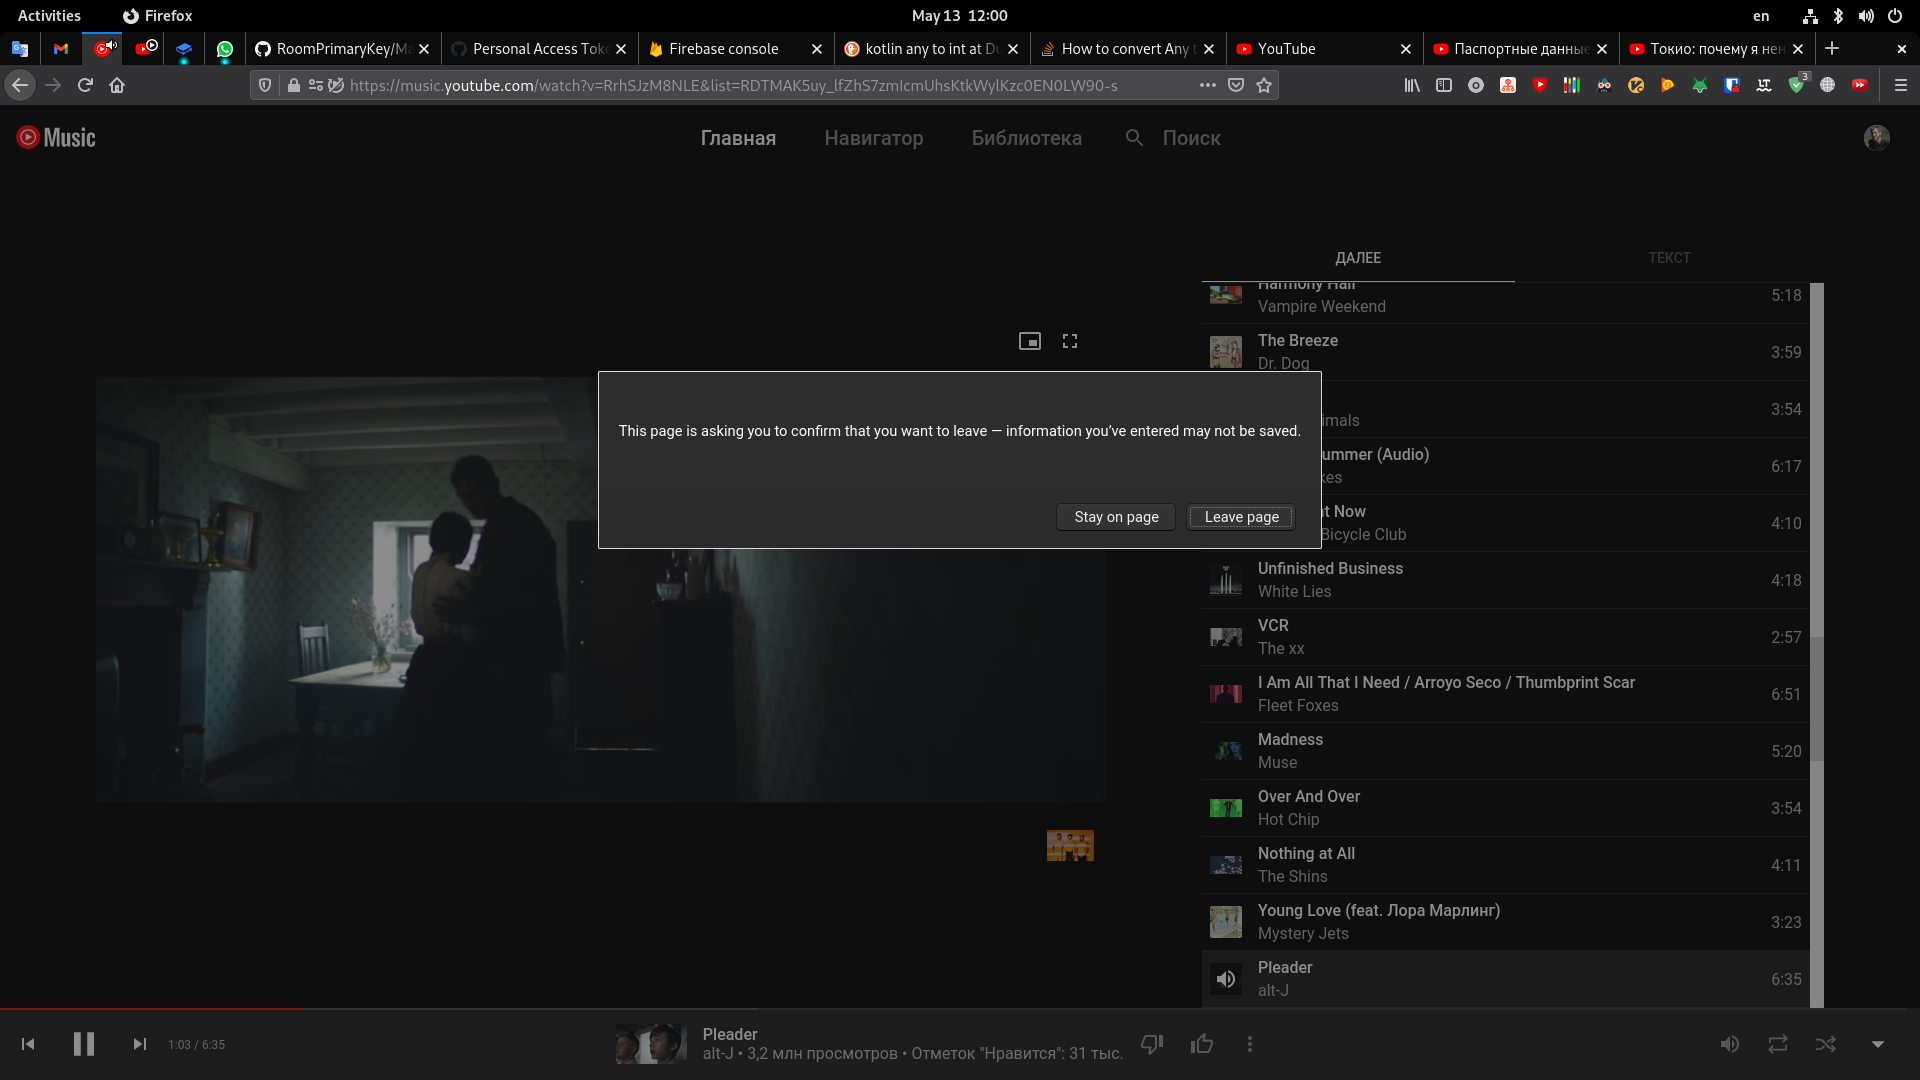 Activities
Firefox
May 13 12:00
en
RoomPrimaryKey/Ma
Personal Access Toke
Firebase console
kotlin any to int at Du
How to convert Any t
YouTube
Паспортные данные
Токио: почему я нен
https://music.youtube.com/watch?v=RrhSJzM8NLE&list=RDTMAK5uy_lfZhS7zmIcmUhsKtkWylKzc0EN0LW90-s
3
Music
Главная
Навигатор
Библиотека
Поиск
ДАЛЕЕ
ТЕКСТ
Harmony Hall
Vampire Weekend
5:18
The Breeze
Dr. Dog
3:59
imals
3:54
ummer (Audio)
kes
6:17
t Now
Bicycle Club
4:10
This page is asking you to confirm that you want to leave — information you’ve entered may not be saved.
Stay on page
Leave page
Unfinished Business
White Lies
4:18
VCR
The xx
2:57
I Am All That I Need / Arroyo Seco / Thumbprint Scar
Fleet Foxes
6:51
Madness
Muse
5:20
Over And Over
Hot Chip
3:54
Nothing at All
The Shins
4:11
Young Love (feat. Лора Марлинг)
Mystery Jets
3:23
Pleader
alt-J
6:35
1:03 / 6:35
Pleader
alt-J • 3,2 млн просмотров • Отметок "Нравится": 31 тыс.